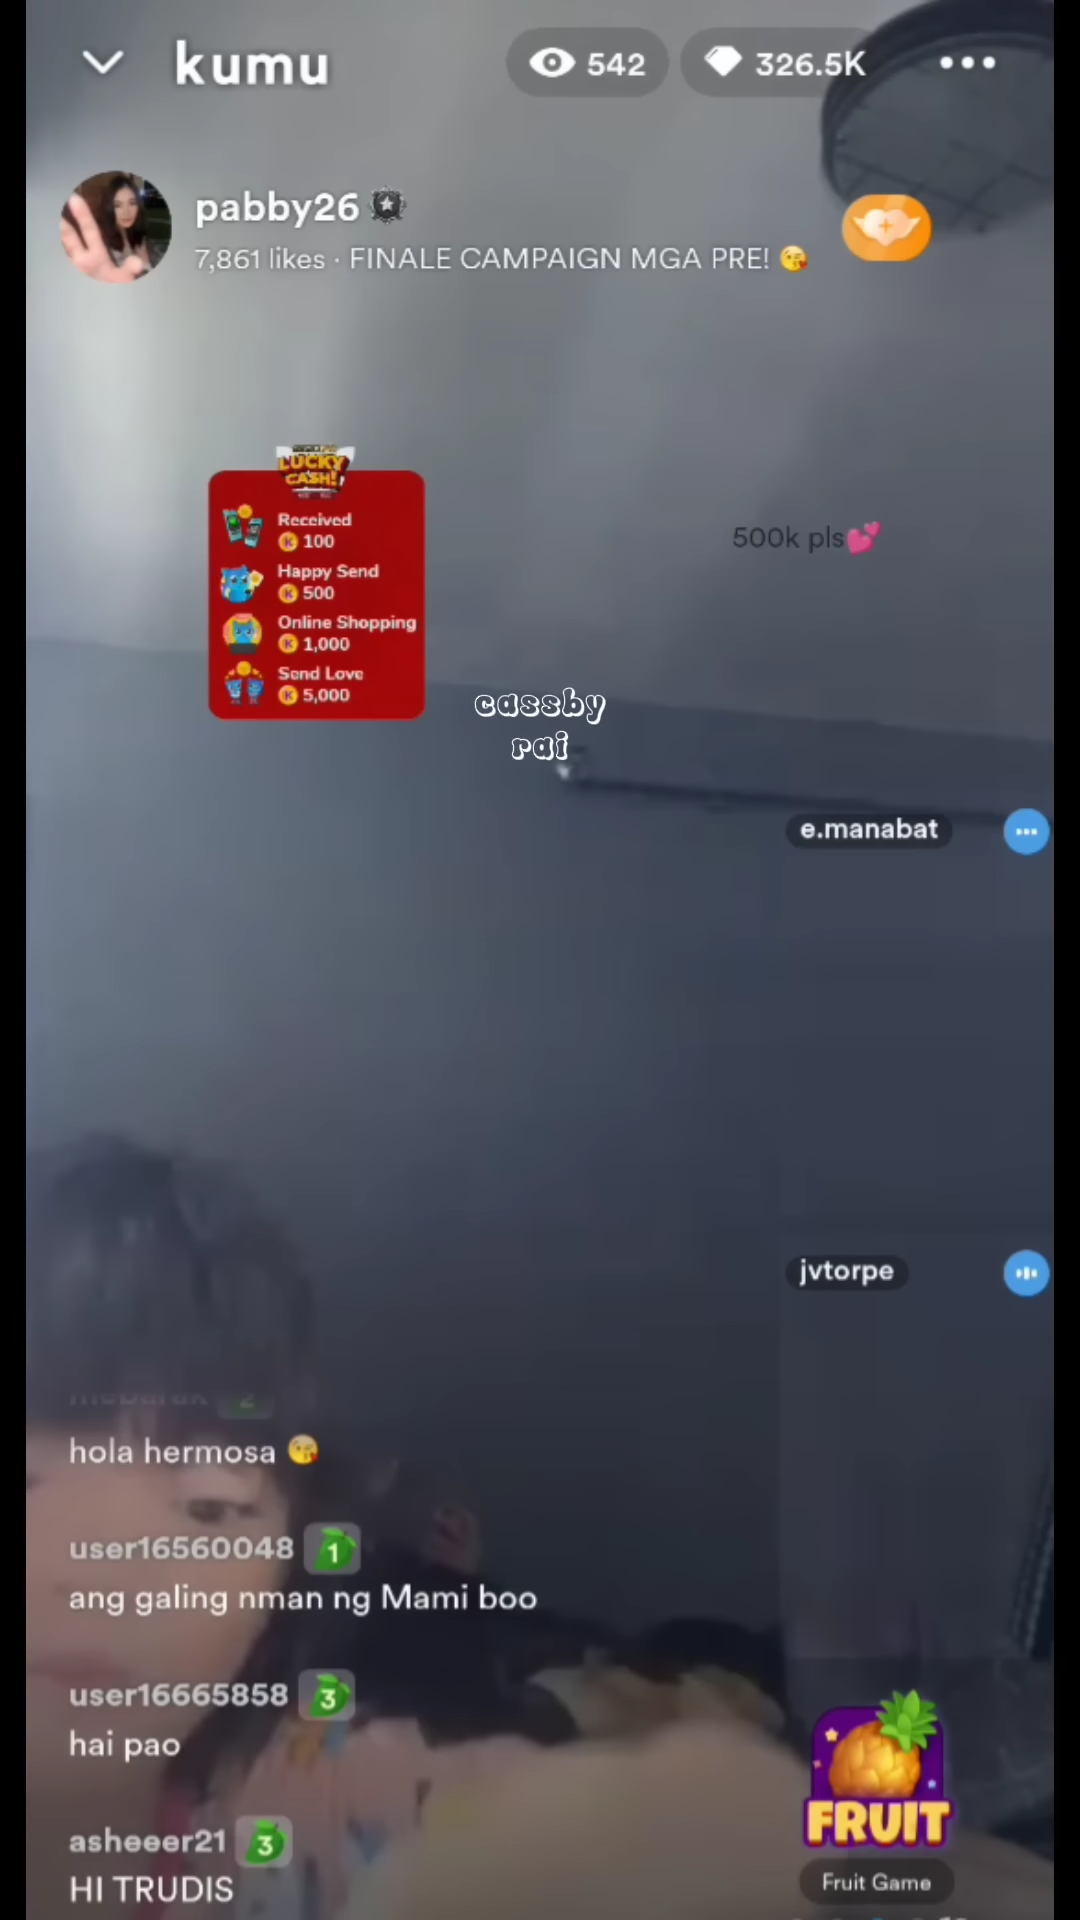 kumu
542
326.5K
pabby26
7,861 likes · FINALE CAMPAIGN MGA PRE! 😘
LUCKY
CASH!
Received
K 100
Happy Send
K 500
Online Shopping
K 1,000
Send Love
K 5,000
500k pls💕
cassby
rai
e.manabat
jvtorpe
2
hola hermosa 😘
user16560048 1
ang galing nman ng Mami boo
user16665858 3
hai pao
asheeer21 3
HI TRUDIS
FRUIT
Fruit Game